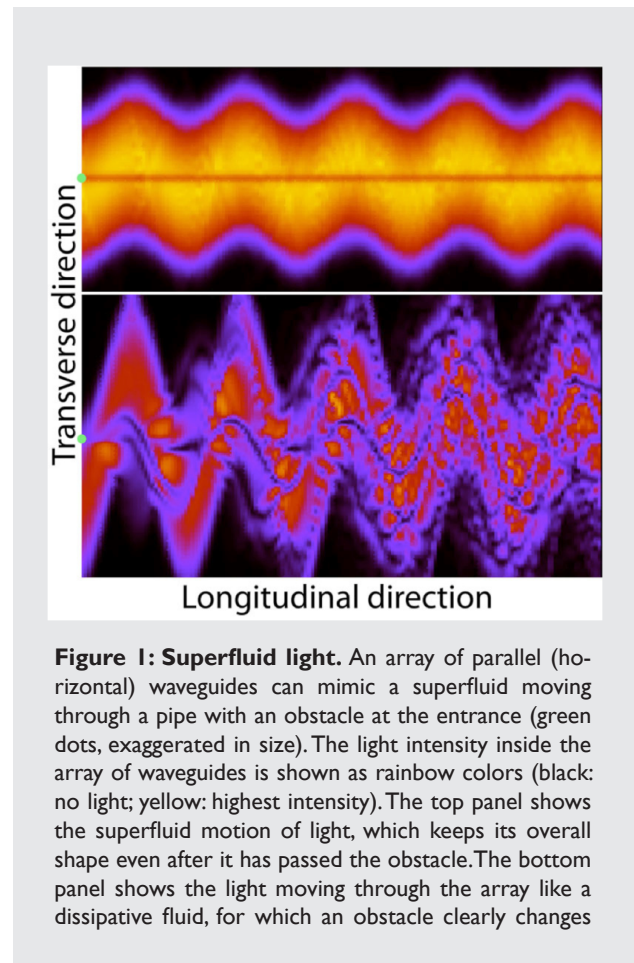 Transverse direction
Longitudinal direction
Figure 1: Superfluid light. An array of parallel (ho-
rizontal) waveguides can mimic a superfluid moving
through a pipe with an obstacle at the entrance (green
dots, exaggerated in size). The light intensity inside the
array of waveguides is shown as rainbow colors (black:
no light; yellow: highest intensity). The top panel shows
the superfluid motion of light, which keeps its overall
shape even after it has passed the obstacle.The bottom
panel shows the light moving through the array like a
dissipative fluid, for which an obstacle clearly changes